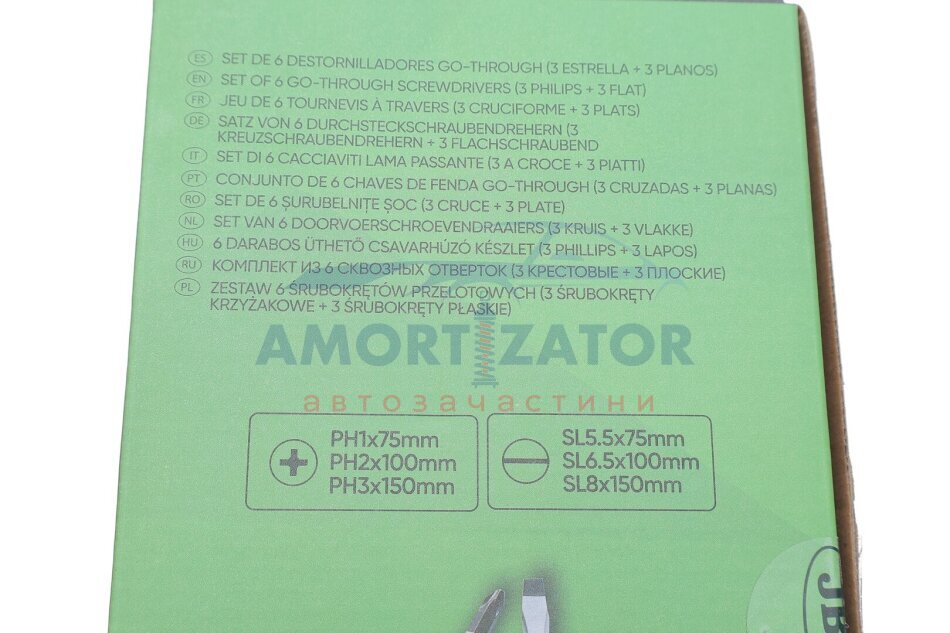 ES SET DE 6 DESTORNILLADORES GO-THROUGH (3 ESTRELLA + 3 PLANOS)
EN SET OF 6 GO-THROUGH SCREWDRIVERS (3 PHILIPS + 3 FLAT)
FR JEU DE 6 TOURNEVIS À TRAVERS (3 CRUCIFORME + 3 PLATS)
DE SATZ VON 6 DURCHSTECKSCHRAUBENDREHERN (3
KREUZSCHRAUBENDREHERN + 3 FLACHSCHRAUBEND
IT SET DI 6 CACCIAVITI LAMA PASSANTE (3 A CROCE + 3 PIATTI)
PT CONJUNTO DE 6 CHAVES DE FENDA GO-THROUGH (3 CRUZADAS + 3 PLANAS)
RO SET DE 6 ȘURUBELNIȚE ȘOC (3 CRUCE + 3 PLATE)
NL SET VAN 6 DOORVOERSCHROEVENDRAAIERS (3 KRUIS + 3 VLAKKE)
HU 6 DARABOS ÜTHETŐ CSAVARHÚZÓ KÉSZLET (3 PHILLIPS + 3 LAPOS)
RU КОМПЛЕКТ ИЗ 6 СКВОЗНЫХ ОТВЕРТОК (3 КРЕСТОВЫЕ + 3 ПЛОСКИЕ)
PL ZESTAW 6 ŚRUBOKRĘTÓW PRZELOTOWYCH (3 ŚRUBOKRĘTY
KRZYŻAKOWE + 3 ŚRUBOKRĘTY PŁASKIE)
AMORTIZATOR
автозачастини
PH1x75mm
PH2x100mm
PH3x150mm
SL5.5x75mm
SL6.5x100mm
SL8x150mm
JB